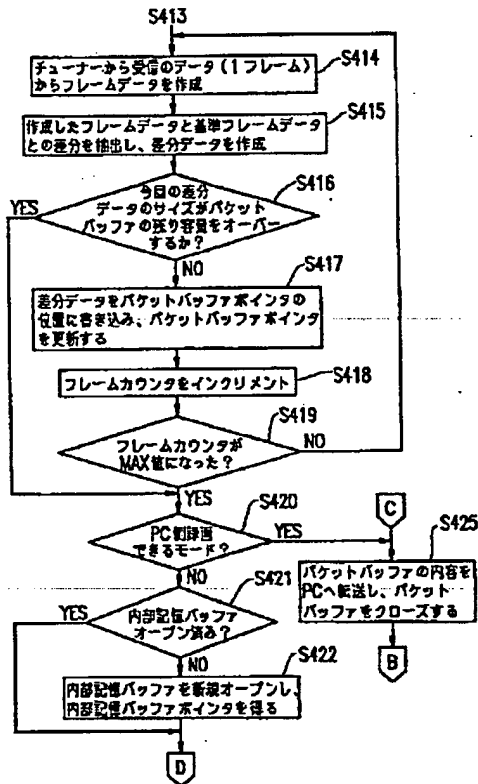 S413
チューナーから受信のデータ(1フレーム)
からフレームデータを作成
S414
作成したフレームデータと基準フレームデータ
との差分を抽出し、差分データを作成
S415
今回の差分
データのサイズがパケット
バッファの残り容量をオーバー
するか?
S416
YES
NO
差分データをパケットバッファポインタの
位置に書き込み、パケットバッファポインタ
を更新する
S417
フレームカウンタをインクリメント
S418
フレームカウンタが
MAX値になった?
S419
NO
YES
PC側録画
できるモード?
S420
YES
NO
C
パケットバッファの内容を
PCへ転送し、パケット
バッファをクローズする
S425
B
内部記憶バッファ
オープン済み?
S421
YES
NO
内部記憶バッファを新規オープンし、
内部記憶バッファポインタを得る
S422
D